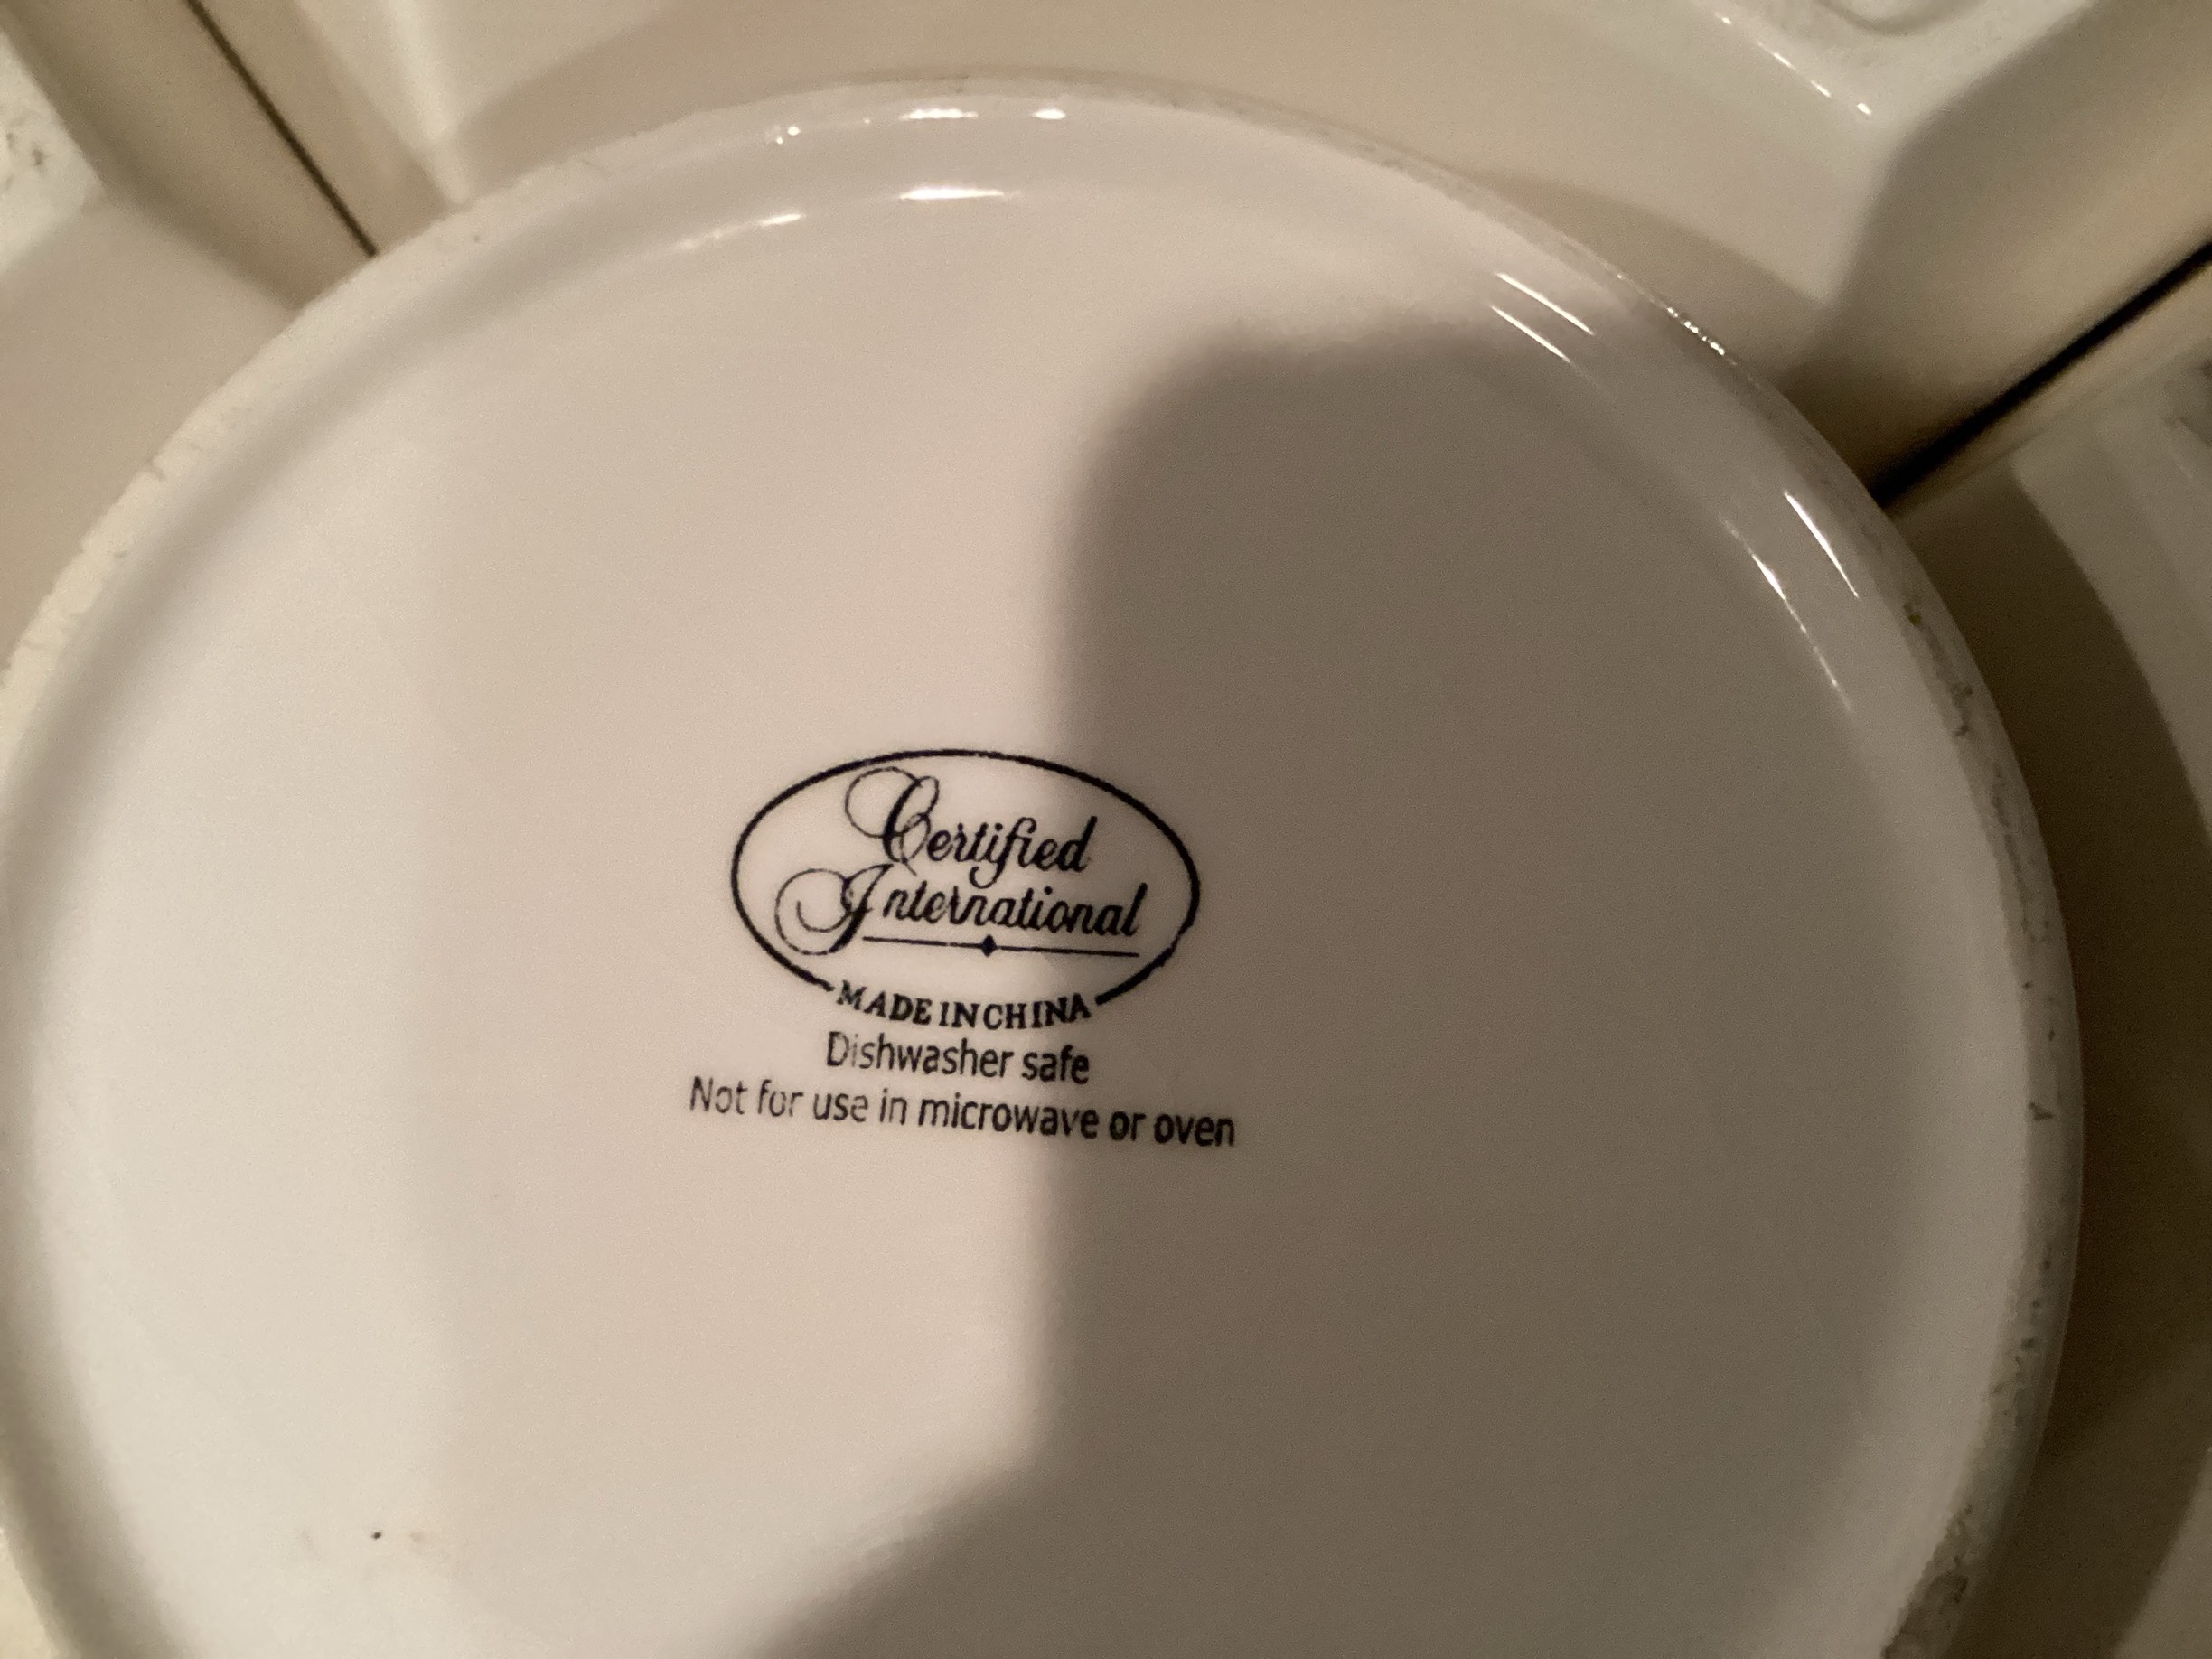 Certified
International
MADE IN CHINA
Dishwasher safe
Not for use in microwave or oven